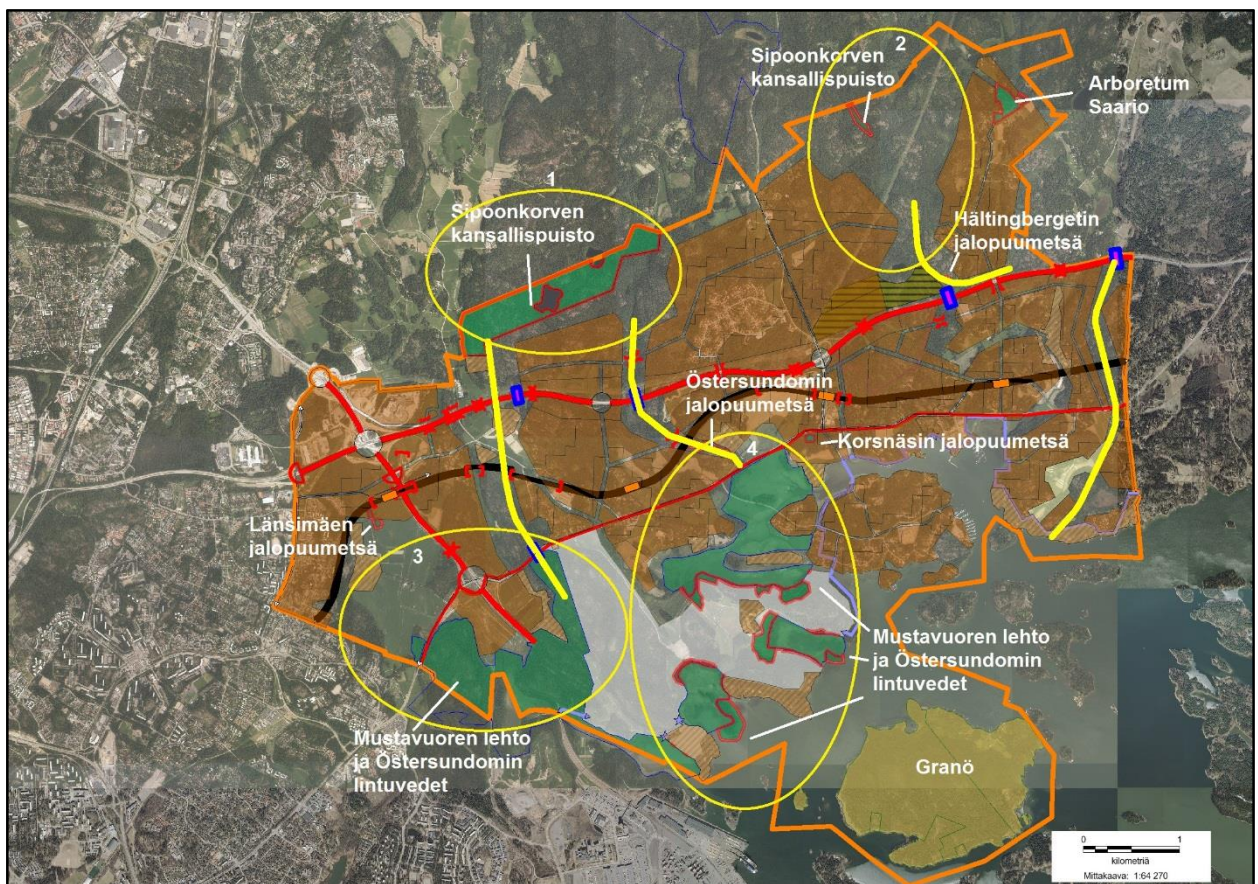 Sipoonkorven
kansallispuisto
2
Arboretum
Saario
1
Sipoonkorven
kansallispuisto
Hältingbergetin
jalopuumetsä
Östersundomin
jalopuumetsä
Korsnäsin jalopuumetsä
4
Länsimäen
jalopuumetsä
3
Mustavuoren lehto
ja Östersundomin
lintuvedet
Mustavuoren lehto
ja Östersundomin
lintuvedet
Granö
0 1
kilometriä
Mittakaava: 1:64 270